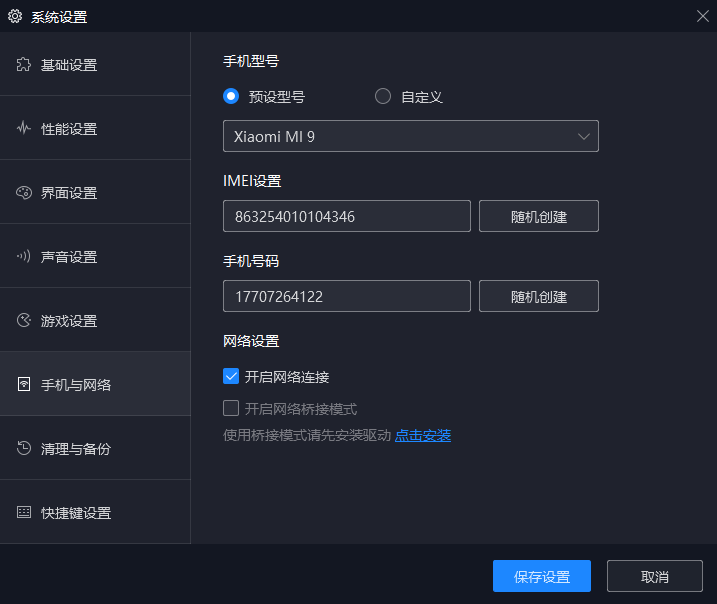 系统设置
基础设置
性能设置
界面设置
声音设置
游戏设置
手机与网络
清理与备份
快捷键设置
手机型号
预设型号 自定义
Xiaomi MI 9
IMEI设置
863254010104346 随机创建
手机号码
17707264122 随机创建
网络设置
开启网络连接
开启网络桥接模式
使用桥接模式请先安装驱动 点击安装
保存设置 取消